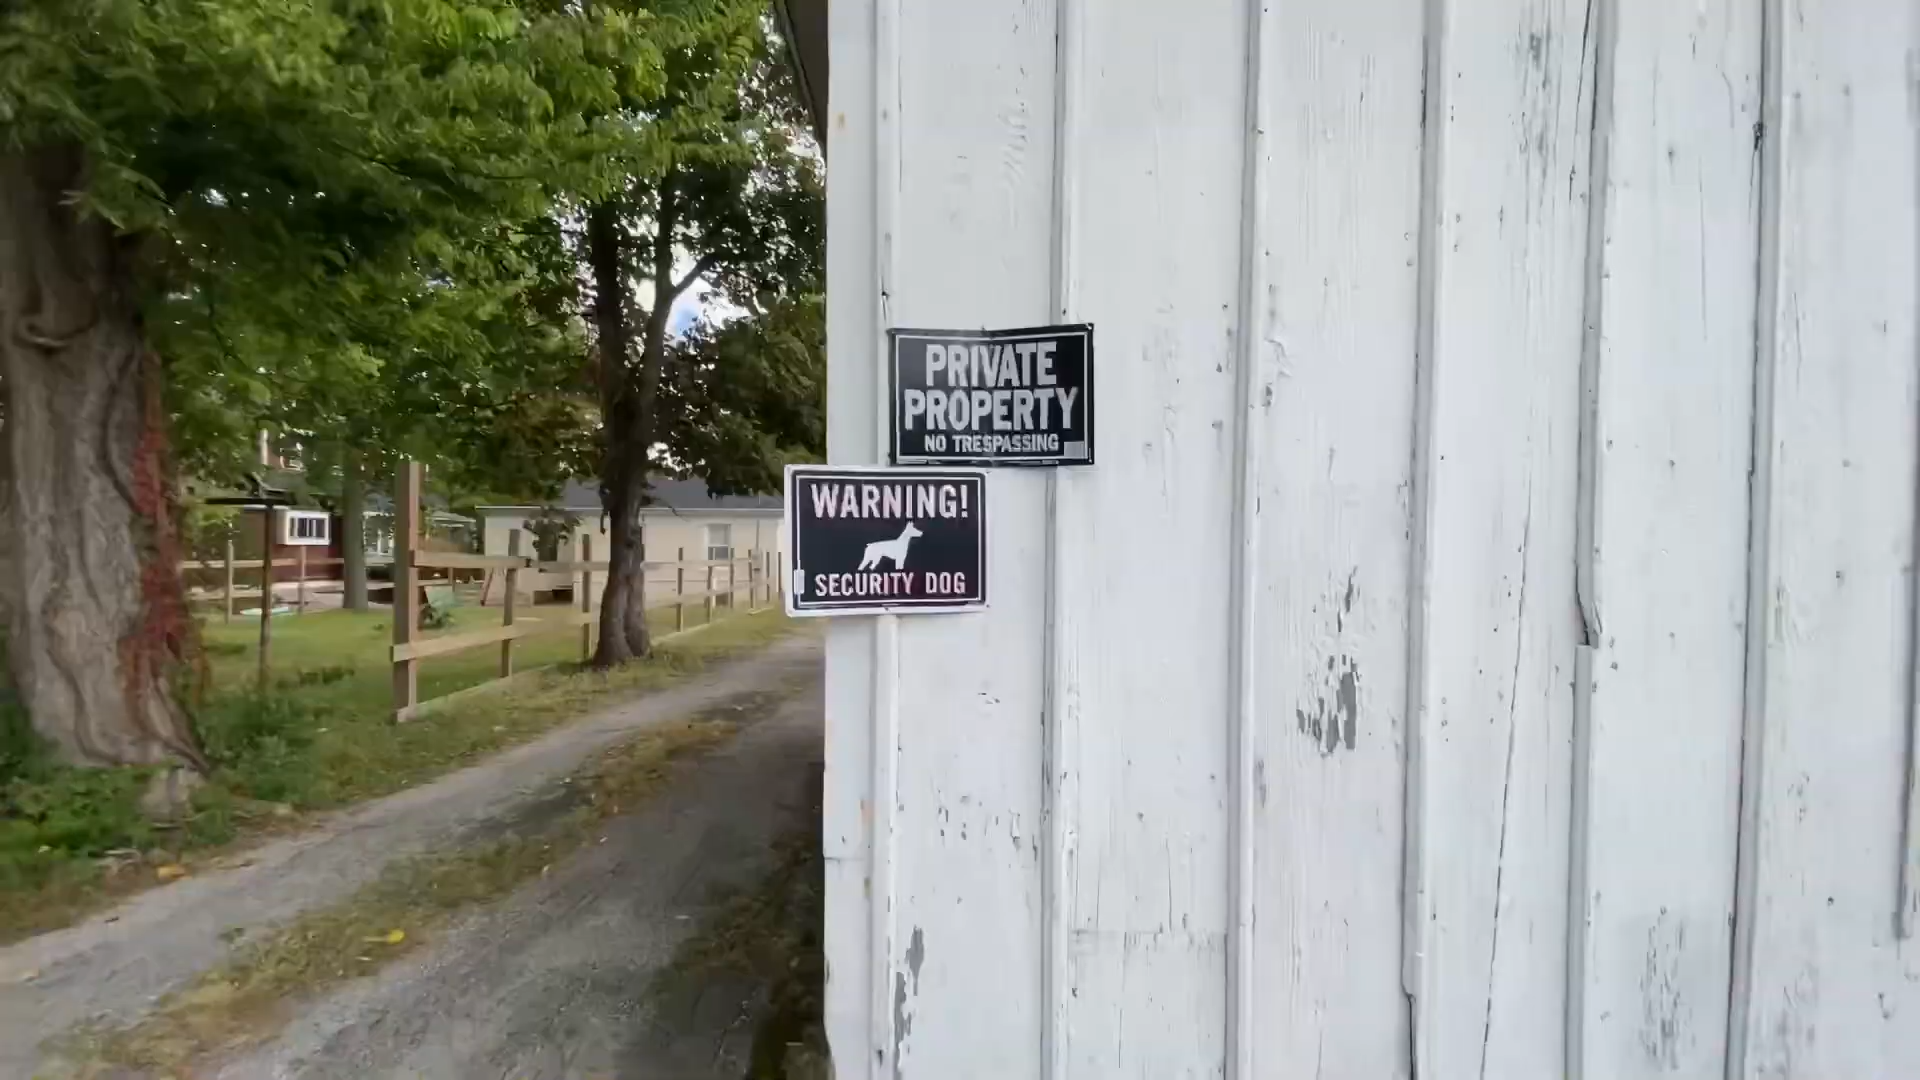 PRIVATE
PROPERTY
NO TRESPASSING
WARNING!
SECURITY DOG